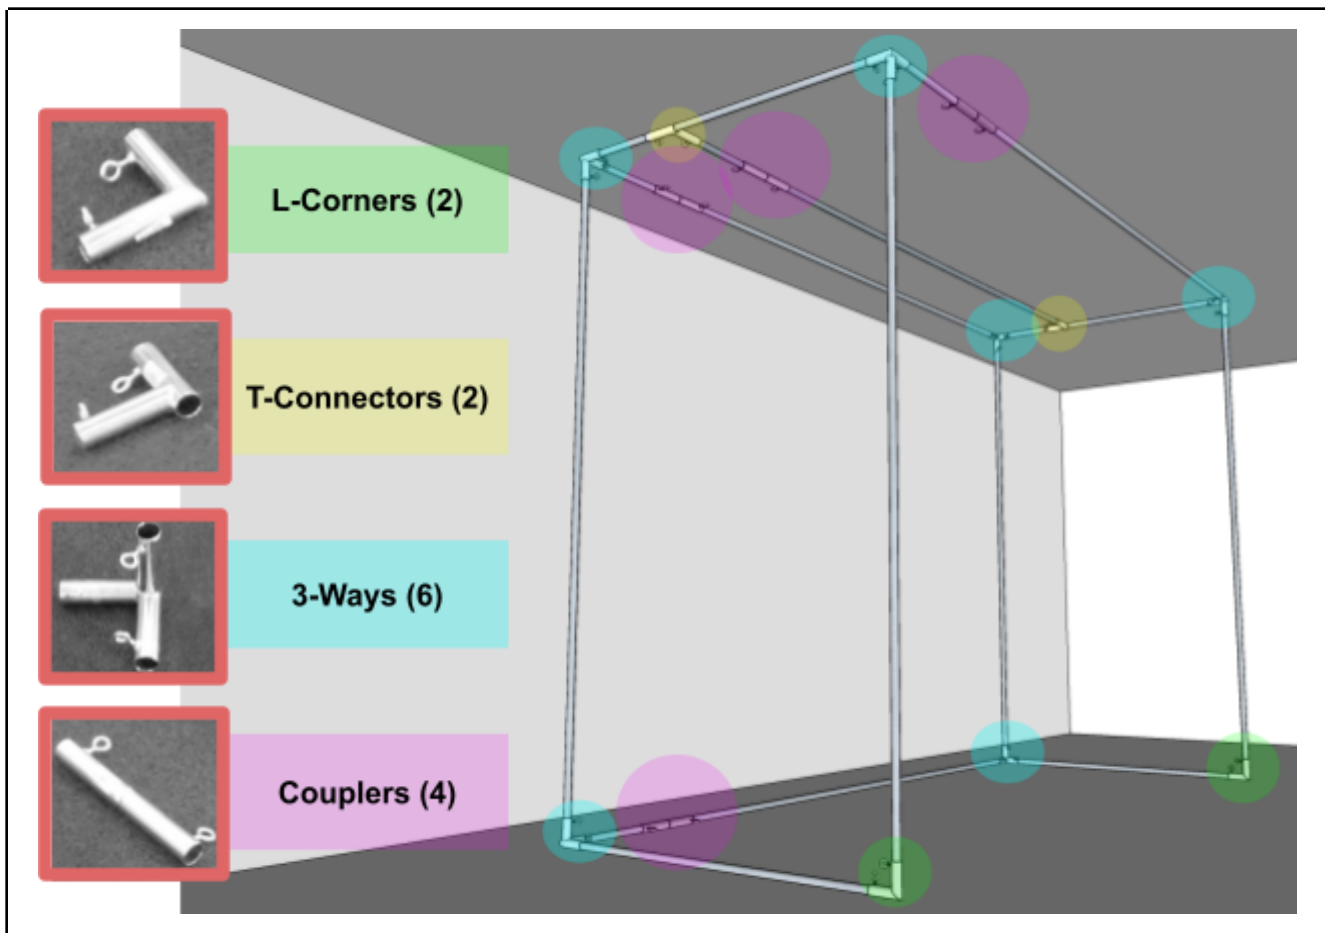 L-Corners (2)
T-Connectors (2)
3-Ways (6)
Couplers (4)